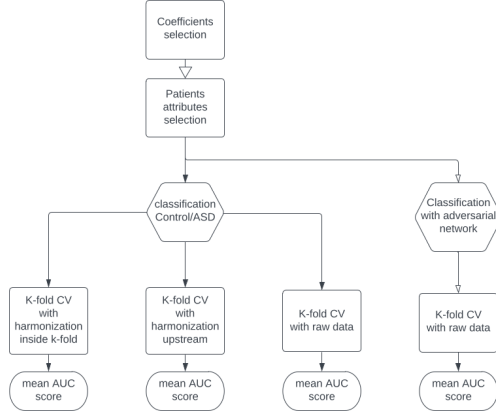 Coefficients
selection
Patients
attributes
selection
classification
Control/ASD
Classification
with adversarial
network
K-fold CV
with
harmonization
inside k-fold
K-fold CV
with
harmonization
upstream
K-fold CV
with raw data
K-fold CV
with raw data
mean AUC
score
mean AUC
score
mean AUC
score
mean AUC
score